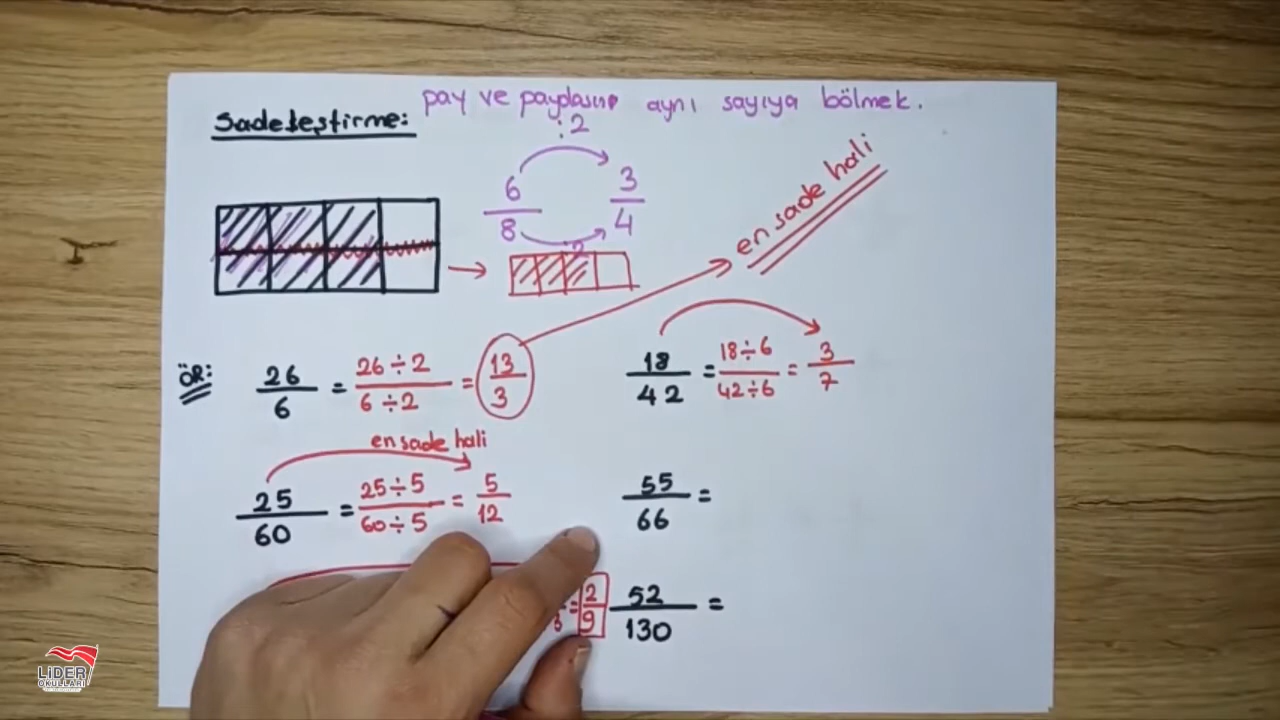 Sadeleştirme: pay ve paydasını aynı sayıya bölmek.
:2
6/8 3/4
:2
en sade hali
ÖR: 26/6 = 26÷2/6÷2 = 13/3
18/42 = 18÷6/42÷6 = 3/7
en sade hali
25/60 = 25÷5/60÷5 = 5/12
55/66 =
= 2/9
52/130 =
LİDER
OKULLARI